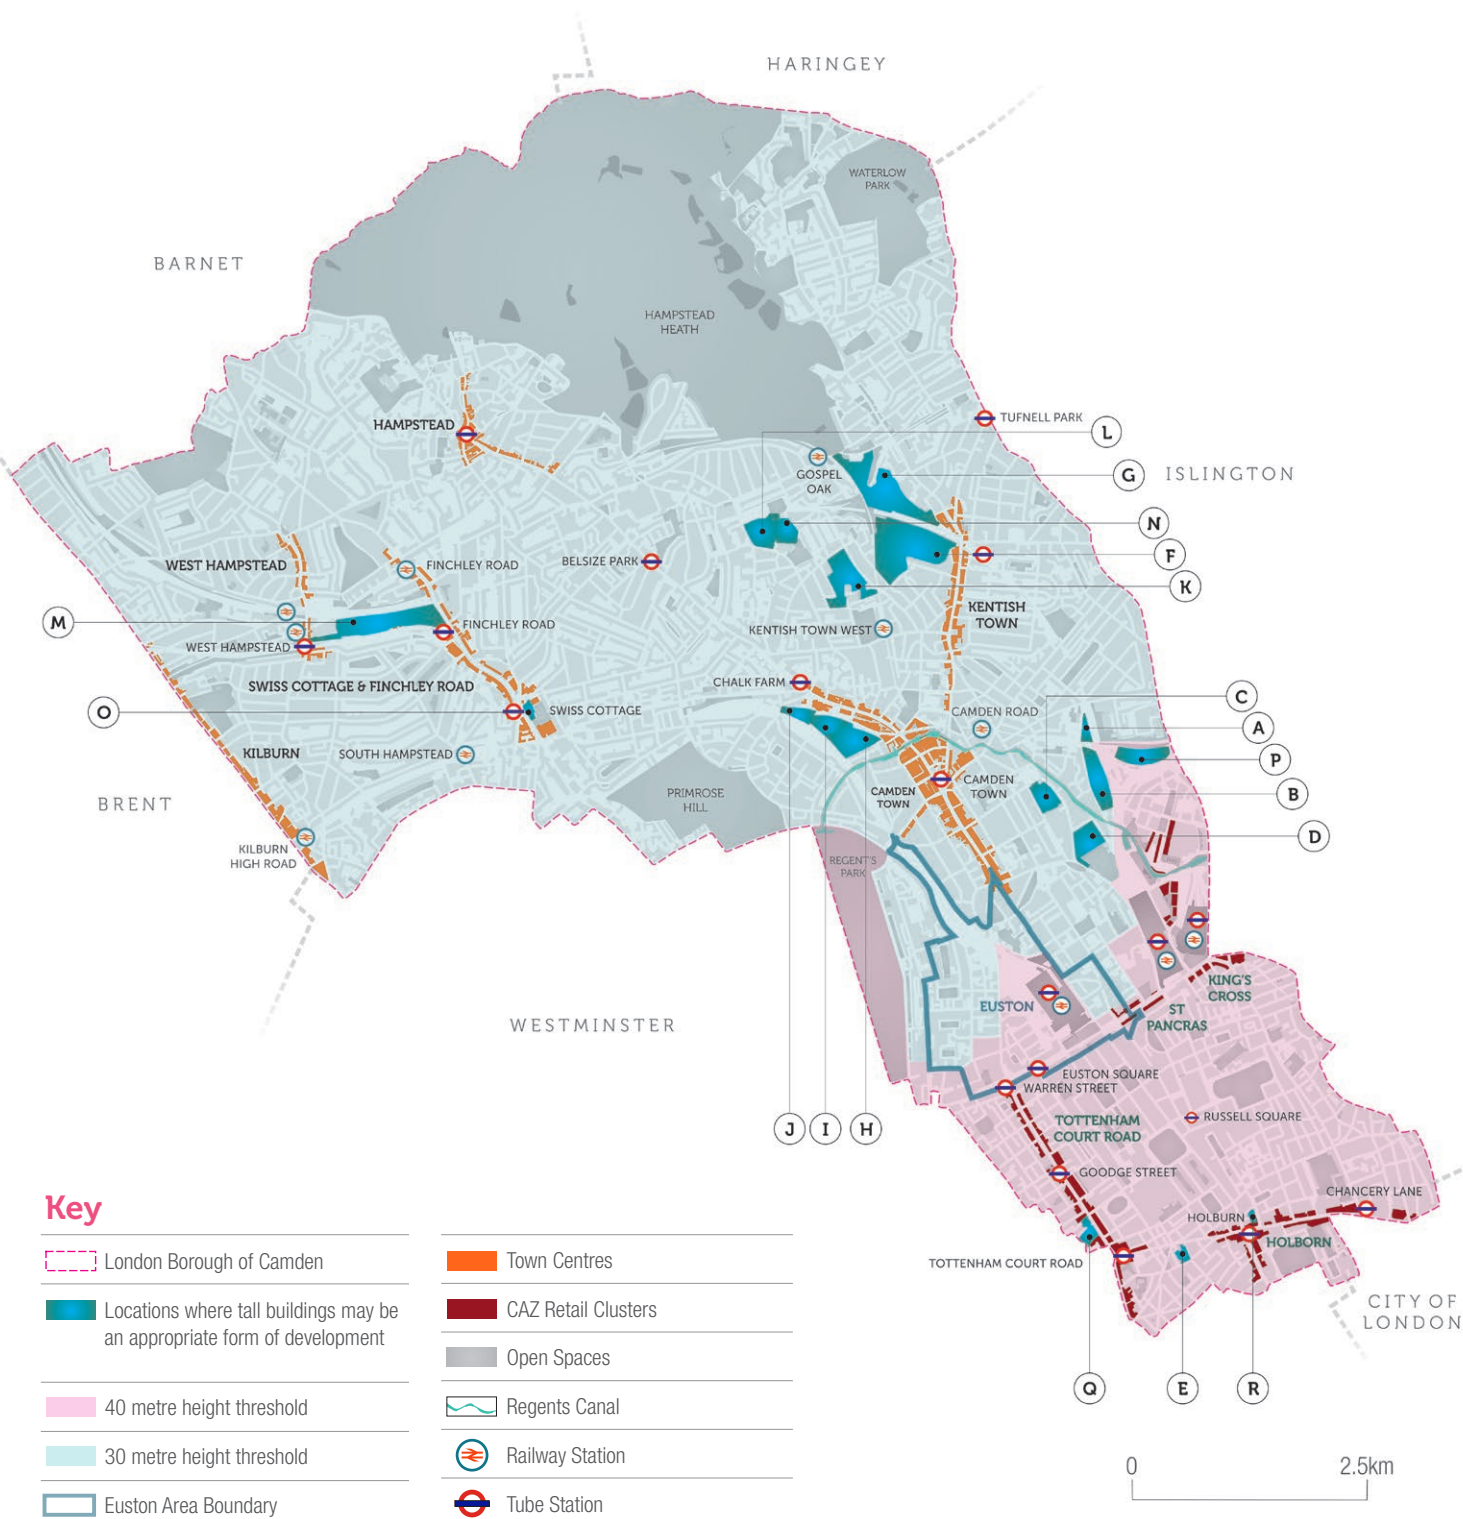 HARINGEY
WATERLOW
PARK
BARNET
HAMPSTEAD
HEATH
TUFNELL PARK
HAMPSTEAD
L
GOSPEL
OAK
G
ISLINGTON
N
WEST HAMPSTEAD
FINCHLEY ROAD
BELSIZE PARK
F
K
KENTISH
TOWN
M
FINCHLEY ROAD
KENTISH TOWN WEST
WEST HAMPSTEAD
SWISS COTTAGE & FINCHLEY ROAD
CHALK FARM
C
O
SWISS COTTAGE
CAMDEN ROAD
A
KILBURN
SOUTH HAMPSTEAD
P
CAMDEN
TOWN
CAMDEN
TOWN
PRIMROSE
HILL
B
BRENT
D
KILBURN
HIGH ROAD
REGENT'S
PARK
KING'S
CROSS
EUSTON
ST
PANCRAS
WESTMINSTER
EUSTON SQUARE
WARREN STREET
J
I
H
TOTTENHAM
COURT ROAD
RUSSELL SQUARE
GOODGE STREET
CHANCERY LANE
HOLBURN
HOLBORN
TOTTENHAM COURT ROAD
CITY OF
LONDON
Q
E
R
Key
London Borough of Camden
Locations where tall buildings may be
an appropriate form of development
40 metre height threshold
30 metre height threshold
Euston Area Boundary
Town Centres
CAZ Retail Clusters
Open Spaces
Regents Canal
Railway Station
Tube Station
0
2.5km